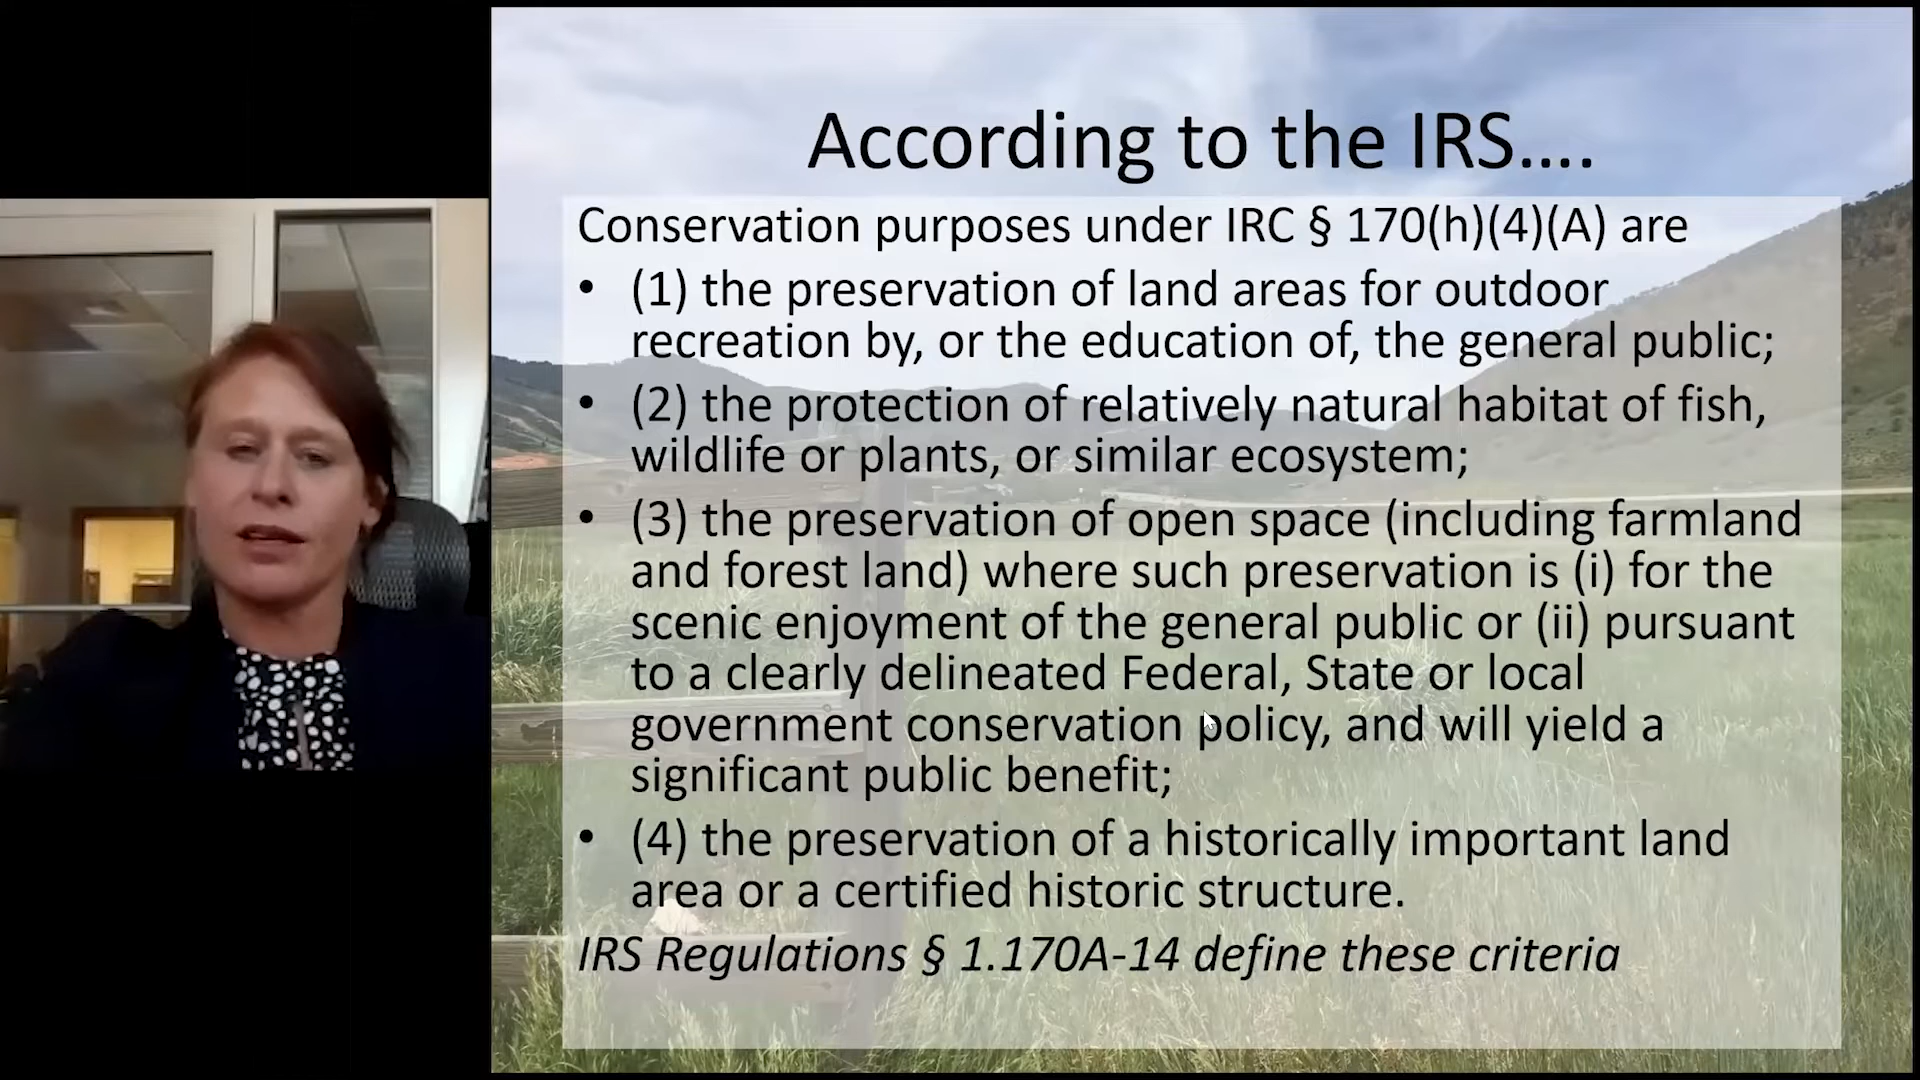 According to the IRS....
Conservation purposes under IRC § 170(h)(4)(A) are
• (1) the preservation of land areas for outdoor
recreation by, or the education of, the general public;
• (2) the protection of relatively natural habitat of fish,
wildlife or plants, or similar ecosystem;
• (3) the preservation of open space (including farmland
and forest land) where such preservation is (i) for the
scenic enjoyment of the general public or (ii) pursuant
to a clearly delineated Federal, State or local
government conservation policy, and will yield a
significant public benefit;
• (4) the preservation of a historically important land
area or a certified historic structure.
IRS Regulations § 1.170A-14 define these criteria